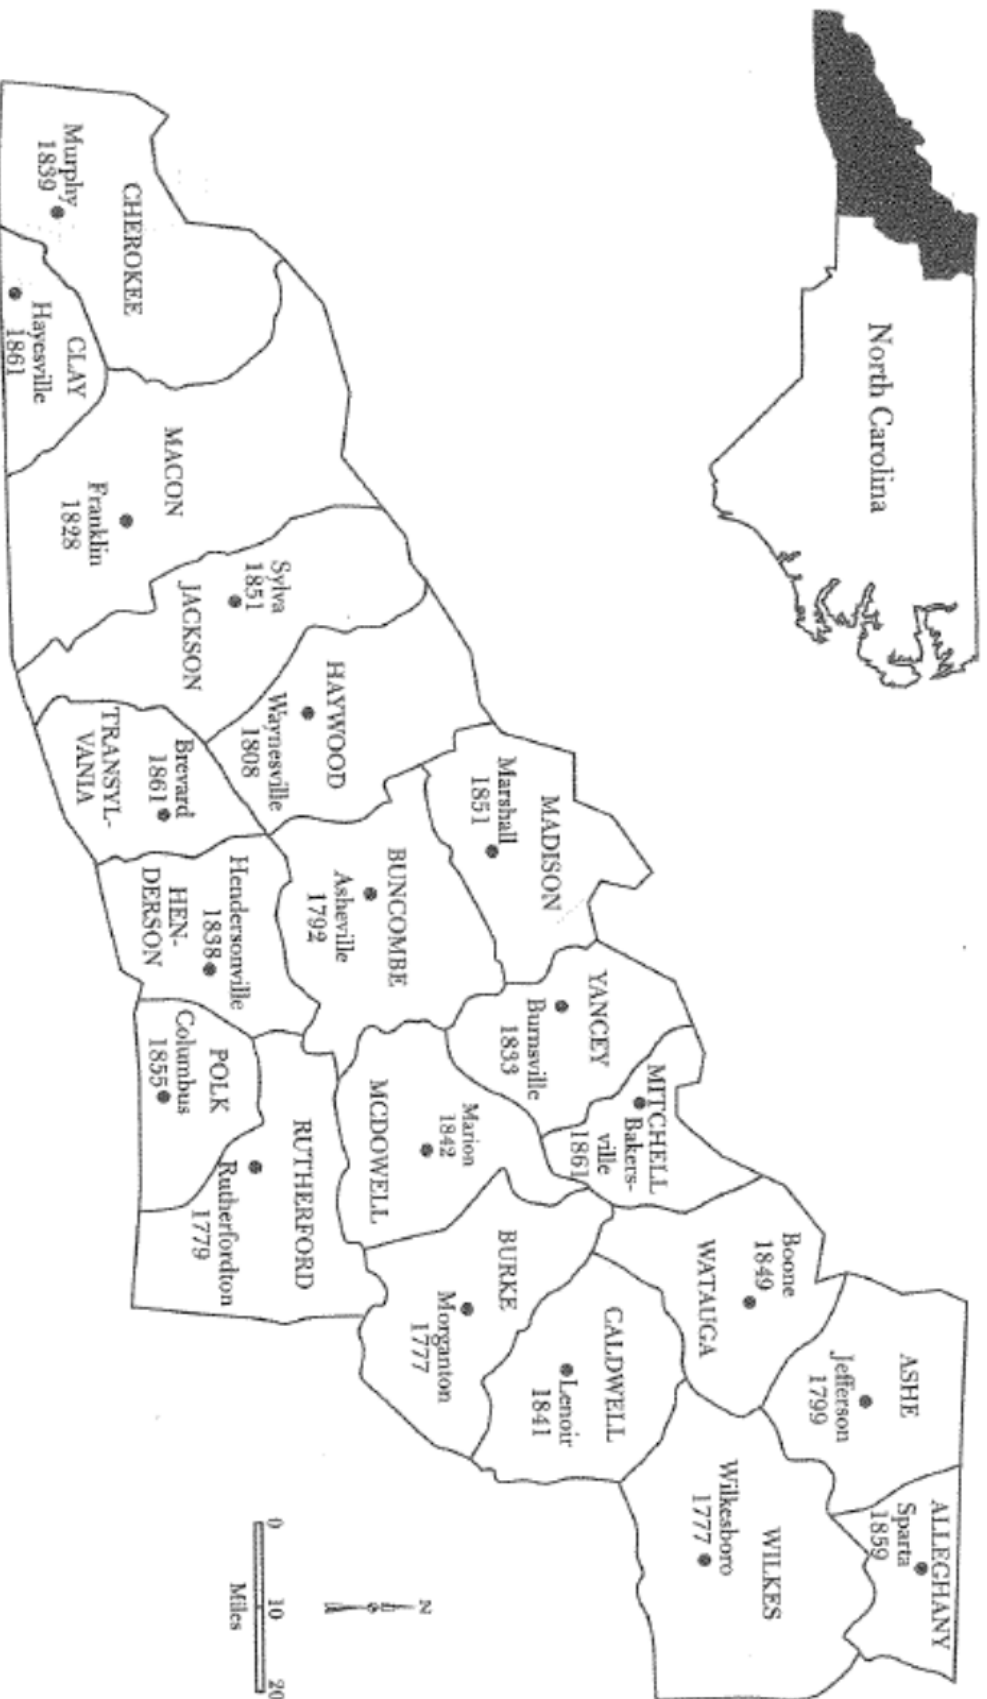 North Carolina
CHEROKEE
Murphy
1839
CLAY
Hayesville
1861
MACON
Franklin
1828
Sylva
1851
JACKSON
HAYWOOD
Waynesville
1808
Brevard
1861
TRANSYL-
VANIA
Marshall
1851
MADISON
BUNCOMBE
Asheville
1792
Hendersonville
1838
HEN-
DERSON
YANCEY
Burnsville
1833
MITCHELL
Bakers-
ville
1861
POLK
Columbus
1855
Marion
1842
MCDOWELL
RUTHERFORD
Rutherfordton
1779
BURKE
Morganton
1777
Boone
1849
WATAUGA
CALDWELL
Lenoir
1841
ASHE
Jefferson
1799
ALLEGHANY
Sparta
1859
Wilkesboro
1777
WILKES
N
0 10 20
Miles